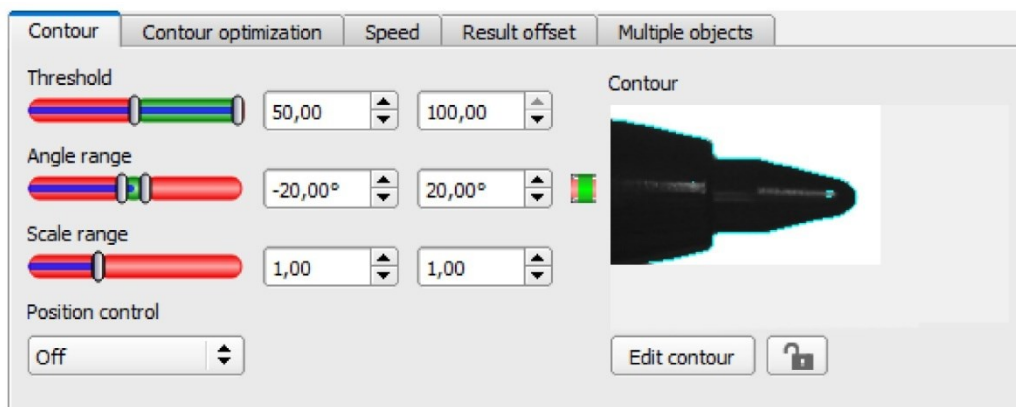 Contour Contour optimization Speed Result offset Multiple objects
Threshold
50,00 100,00
Contour
Angle range
-20,00° 20,00°
Scale range
1,00 1,00
Position control
Off
Edit contour